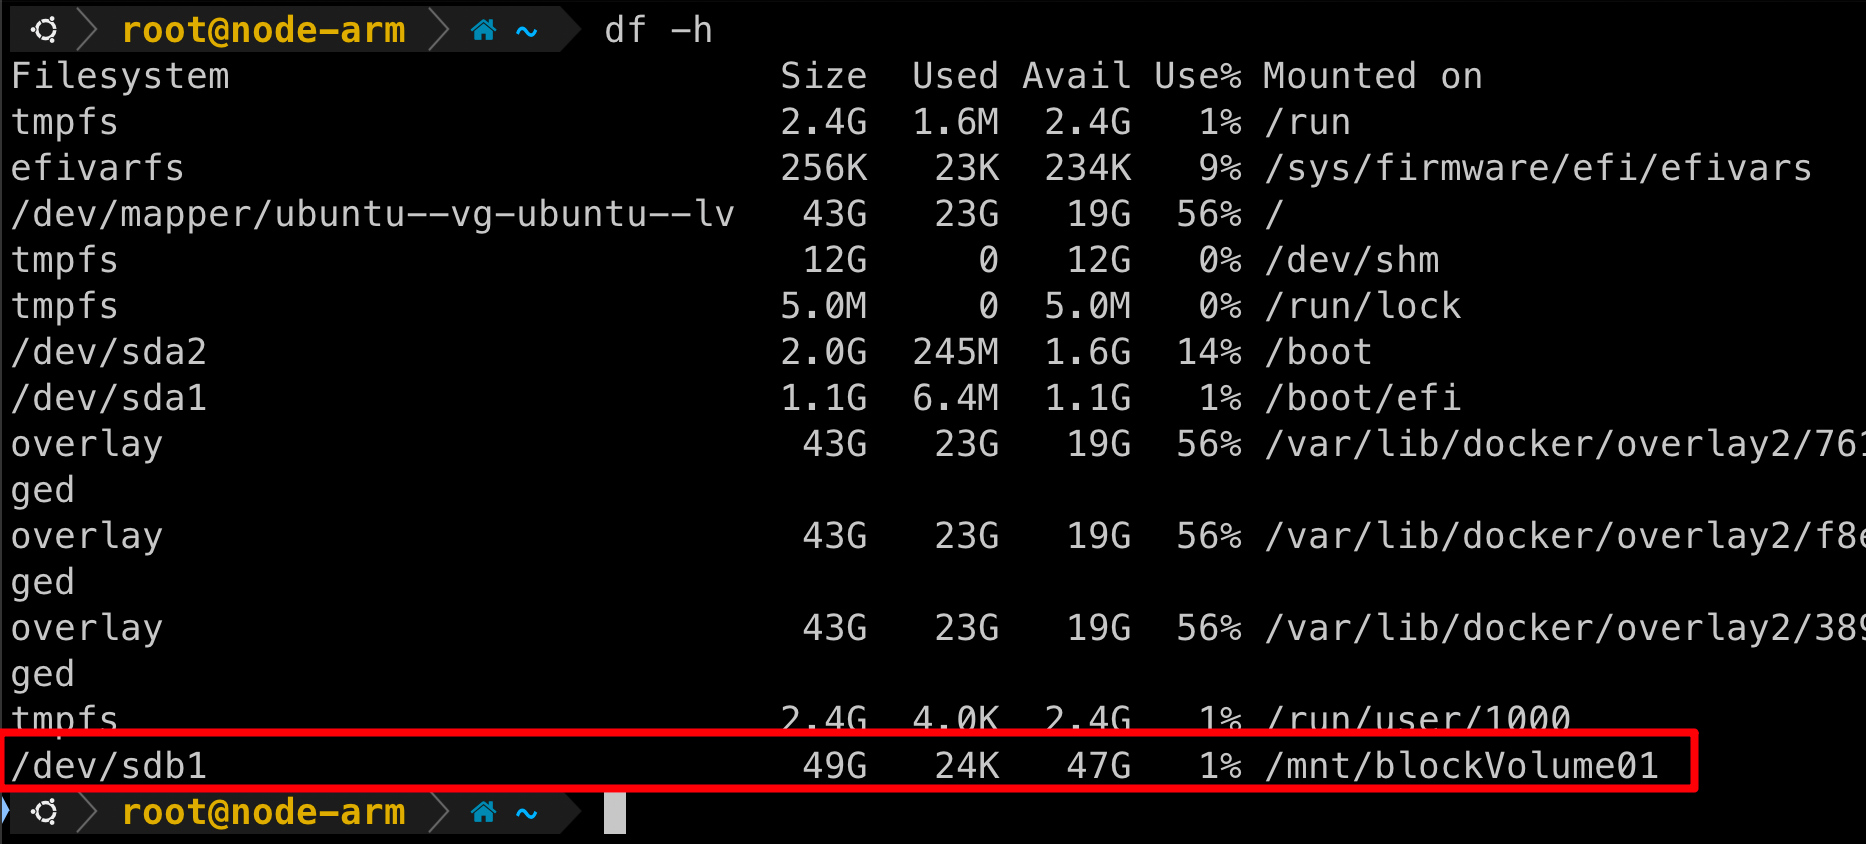 root@node-arm ~ df -h
Filesystem Size Used Avail Use% Mounted on
tmpfs 2.4G 1.6M 2.4G 1% /run
efivarfs 256K 23K 234K 9% /sys/firmware/efi/efivars
/dev/mapper/ubuntu--vg-ubuntu--lv 43G 23G 19G 56% /
tmpfs 12G 0 12G 0% /dev/shm
tmpfs 5.0M 0 5.0M 0% /run/lock
/dev/sda2 2.0G 245M 1.6G 14% /boot
/dev/sda1 1.1G 6.4M 1.1G 1% /boot/efi
overlay 43G 23G 19G 56% /var/lib/docker/overlay2/761
ged
overlay 43G 23G 19G 56% /var/lib/docker/overlay2/f8e
ged
overlay 43G 23G 19G 56% /var/lib/docker/overlay2/389
ged
tmpfs 2.4G 4.0K 2.4G 1% /run/user/1000
/dev/sdb1 49G 24K 47G 1% /mnt/blockVolume01
root@node-arm ~